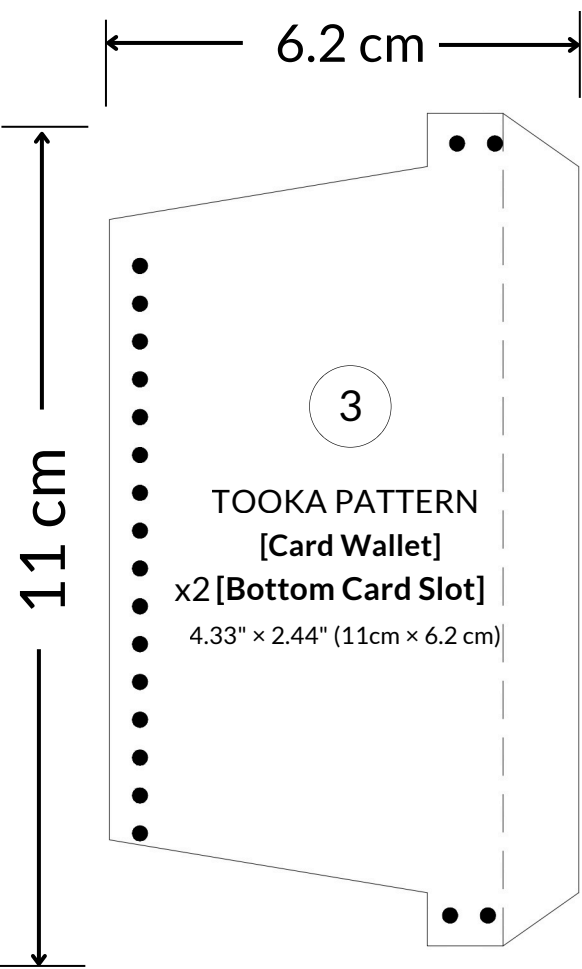 6.2 cm
11 cm
3
TOOKA PATTERN
[Card Wallet]
x2 [Bottom Card Slot]
4.33" × 2.44" (11cm × 6.2 cm)